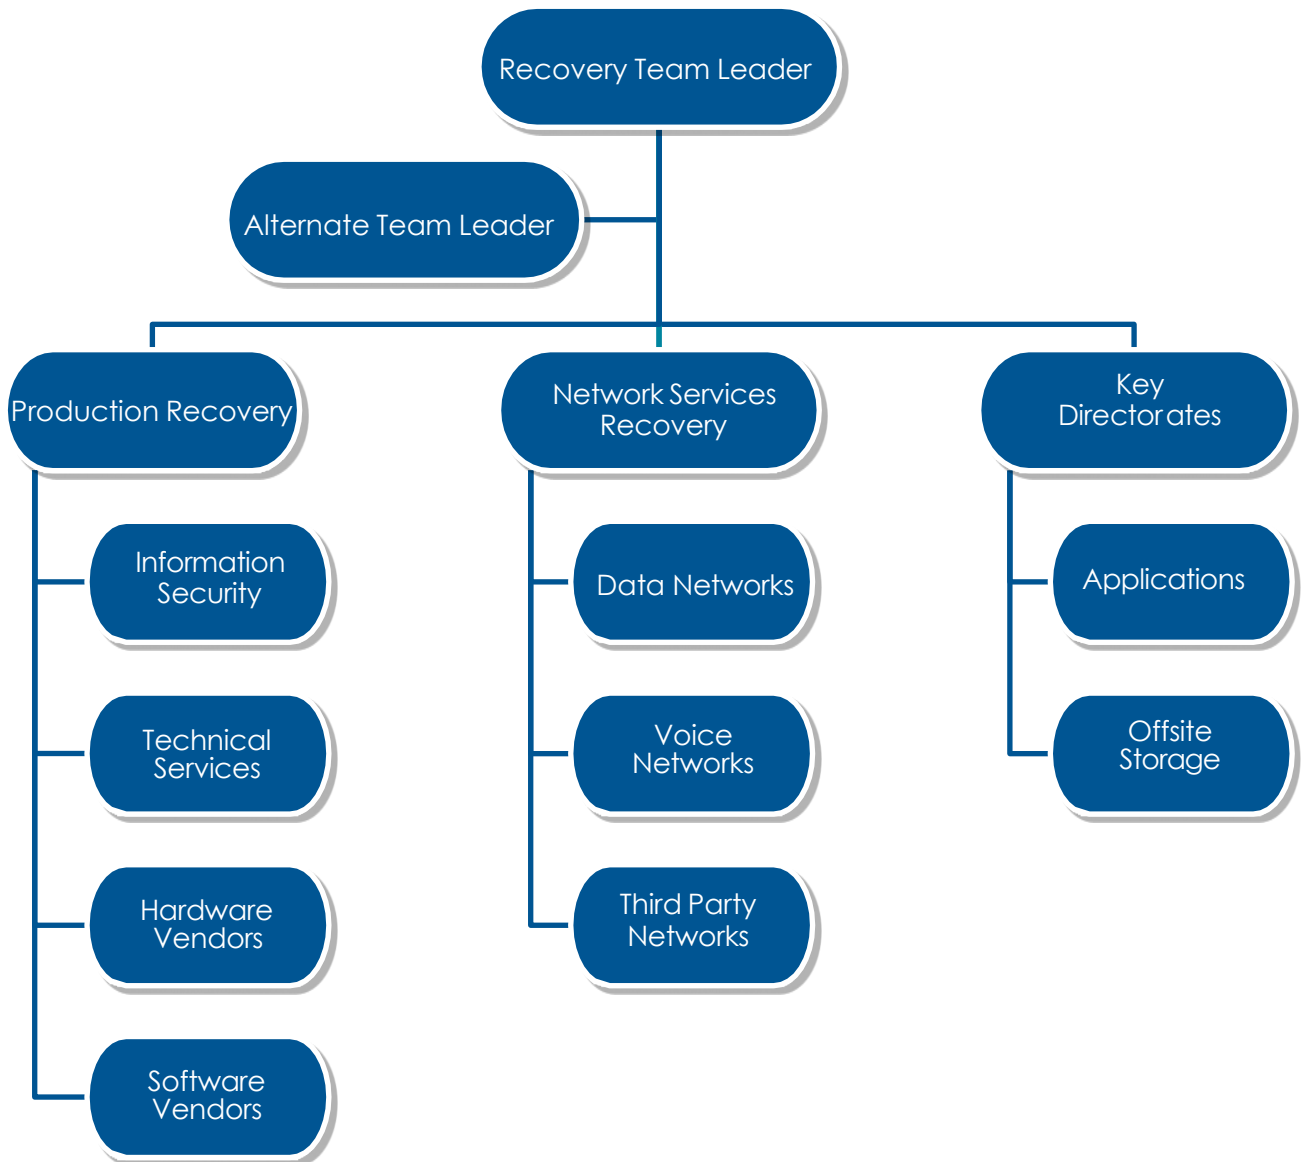 Recovery Team Leader
Alternate Team Leader
Production Recovery
Information
Security
Technical
Services
Hardware
Vendors
Software
Vendors
Network Services
Recovery
Data Networks
Voice
Networks
Third Party
Networks
Key
Directorates
Applications
Offsite
Storage